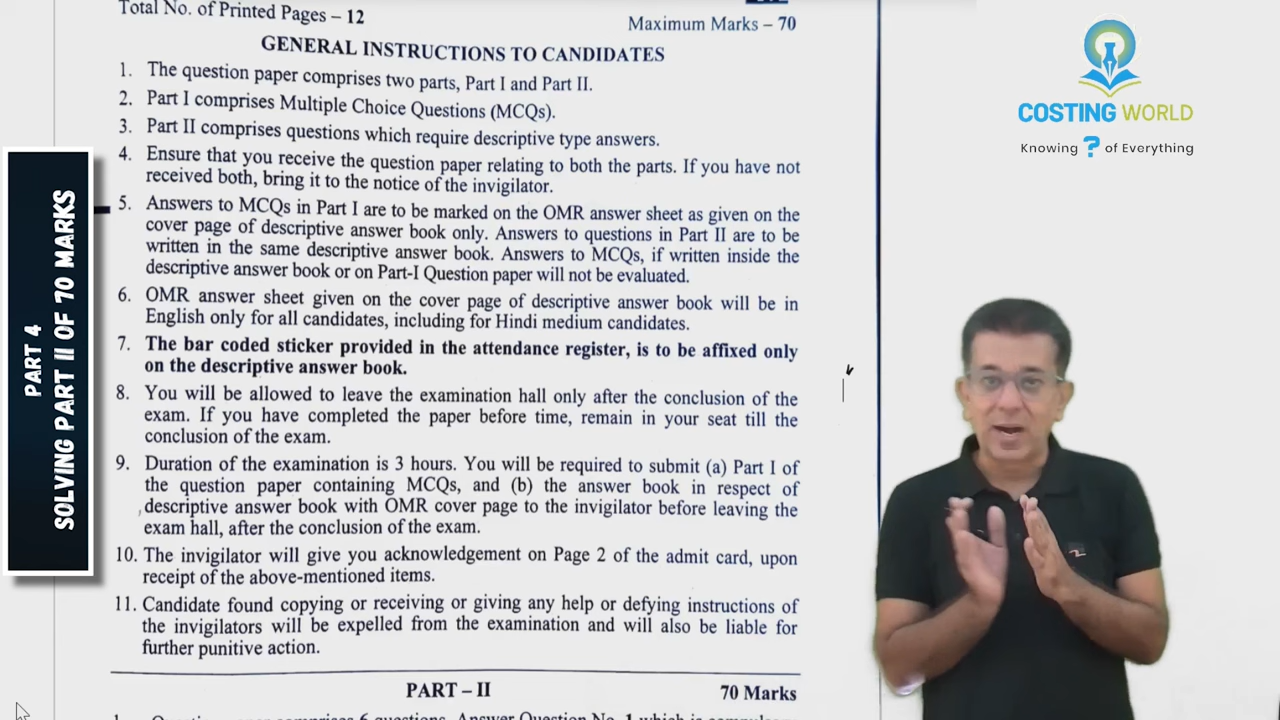 Total No. of Printed Pages – 12
Maximum Marks – 70
GENERAL INSTRUCTIONS TO CANDIDATES
1. The question paper comprises two parts, Part I and Part II.
2. Part I comprises Multiple Choice Questions (MCQs).
3. Part II comprises questions which require descriptive type answers.
4. Ensure that you receive the question paper relating to both the parts. If you have not
received both, bring it to the notice of the invigilator.
5. Answers to MCQs in Part I are to be marked on the OMR answer sheet as given on the
cover page of descriptive answer book only. Answers to questions in Part II are to be
written in the same descriptive answer book. Answers to MCQs, if written inside the
descriptive answer book or on Part-I Question paper will not be evaluated.
6. OMR answer sheet given on the cover page of descriptive answer book will be in
English only for all candidates, including for Hindi medium candidates.
7. The bar coded sticker provided in the attendance register, is to be affixed only
on the descriptive answer book.
8. You will be allowed to leave the examination hall only after the conclusion of the
exam. If you have completed the paper before time, remain in your seat till the
conclusion of the exam.
9. Duration of the examination is 3 hours. You will be required to submit (a) Part I of
the question paper containing MCQs, and (b) the answer book in respect of
descriptive answer book with OMR cover page to the invigilator before leaving the
exam hall, after the conclusion of the exam.
10. The invigilator will give you acknowledgement on Page 2 of the admit card, upon
receipt of the above-mentioned items.
11. Candidate found copying or receiving or giving any help or defying instructions of
the invigilators will be expelled from the examination and will also be liable for
further punitive action.
PART – II
70 Marks
1. Question paper comprises 6 questions. Answer Question No. 1 which is compulsory
PART 4
SOLVING PART II OF 70 MARKS
COSTING WORLD
Knowing ? of Everything